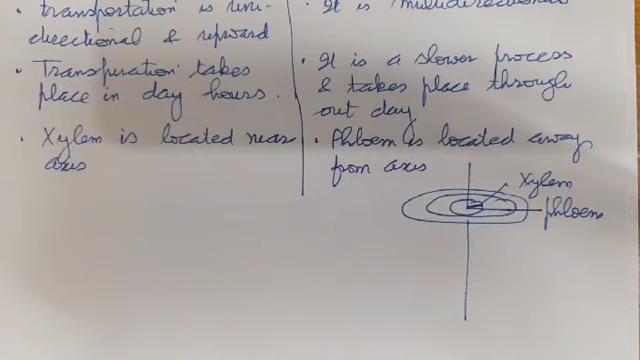 . Transportation is uni-
directional & upward
. Transpiration takes
place in day hours.
. Xylem is located near
axis
. It is multidirectional
. It is a slower process
& takes place through
out day
. Phloem is located away
from axis
Xylem
phloem